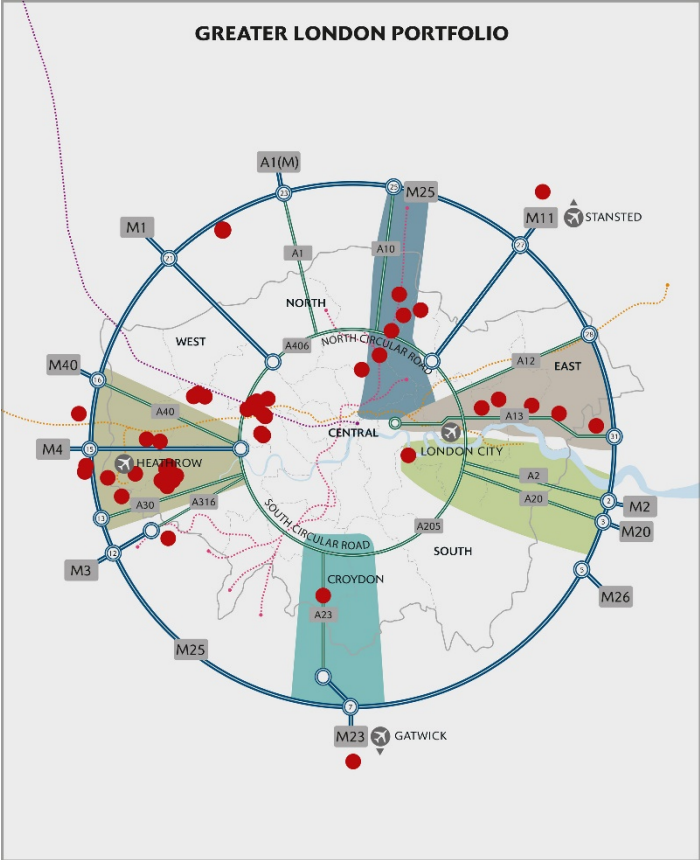 GREATER LONDON PORTFOLIO
A1(M)
23
25
M25
M11
STANSTED
M1
21
27
A1
A10
NORTH
WEST
A406
NORTH CIRCULAR ROAD
28
M40
16
A40
A12
EAST
A13
CENTRAL
31
M4
15
HEATHROW
LONDON CITY
A2
A30
A316
A20
2
M2
13
3
M20
SOUTH CIRCULAR ROAD
A205
12
SOUTH
M3
5
CROYDON
M26
A23
M25
7
M23
GATWICK